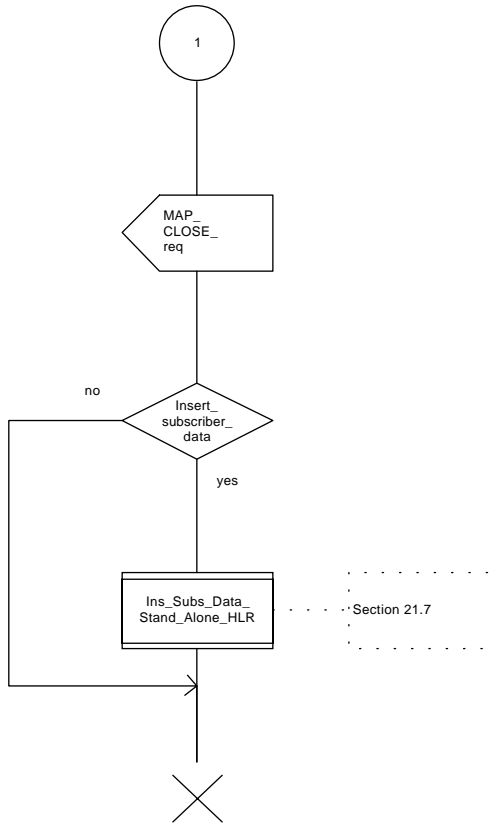 1
MAP_
CLOSE_
req
no
Insert_
subscriber_
data
yes
Ins_Subs_Data_
Stand_Alone_HLR
Section 21.7